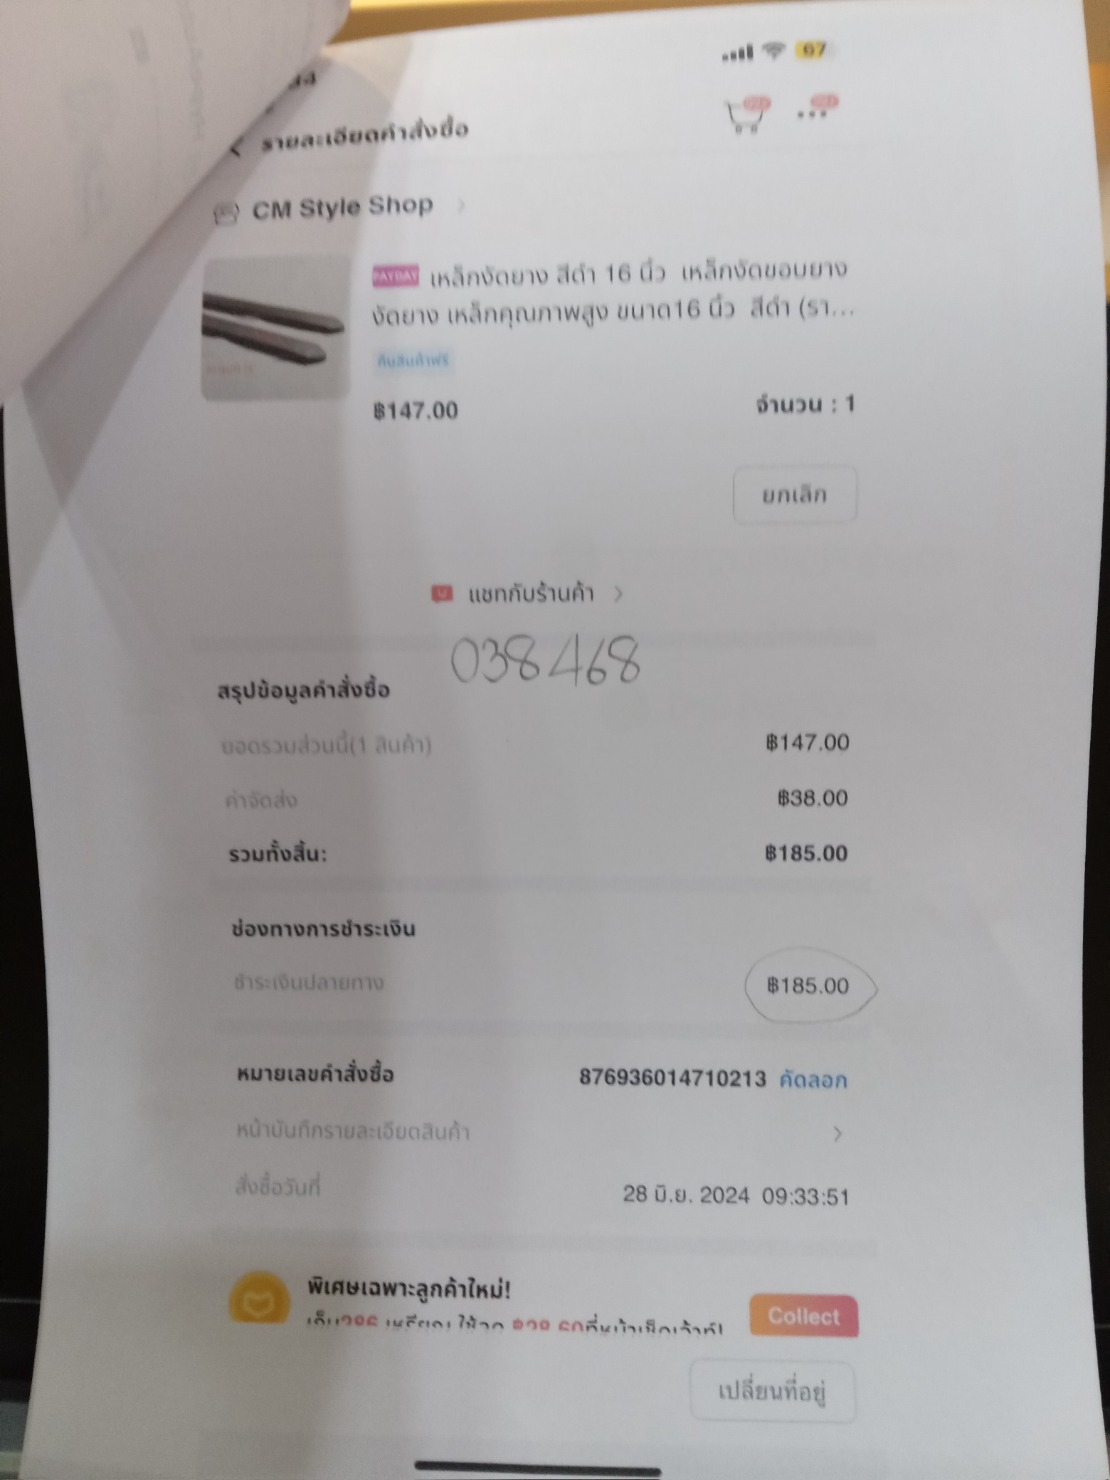 67
รายละเอียดคำสั่งซื้อ
CM Style Shop
PAYDAY เหล็กงัดยาง สีดำ 16 นิ้ว เหล็กงัดขอบยาง
งัดยาง เหล็กคุณภาพสูง ขนาด16 นิ้ว สีดำ (รา...
คืนสินค้าฟรี
฿147.00 จำนวน : 1
ยกเลิก
แชทกับร้านค้า
038468
สรุปข้อมูลคำสั่งซื้อ
ยอดรวมส่วนนี้(1 สินค้า) ฿147.00
ค่าจัดส่ง ฿38.00
รวมทั้งสิ้น: ฿185.00
ช่องทางการชำระเงิน
ชำระเงินปลายทาง ฿185.00
หมายเลขคำสั่งซื้อ 876936014710213 คัดลอก
หน้าบันทึกรายละเอียดสินค้า
สั่งซื้อวันที่ 28 มิ.ย. 2024 09:33:51
พิเศษเฉพาะลูกค้าใหม่!
Collect
เปลี่ยนที่อยู่